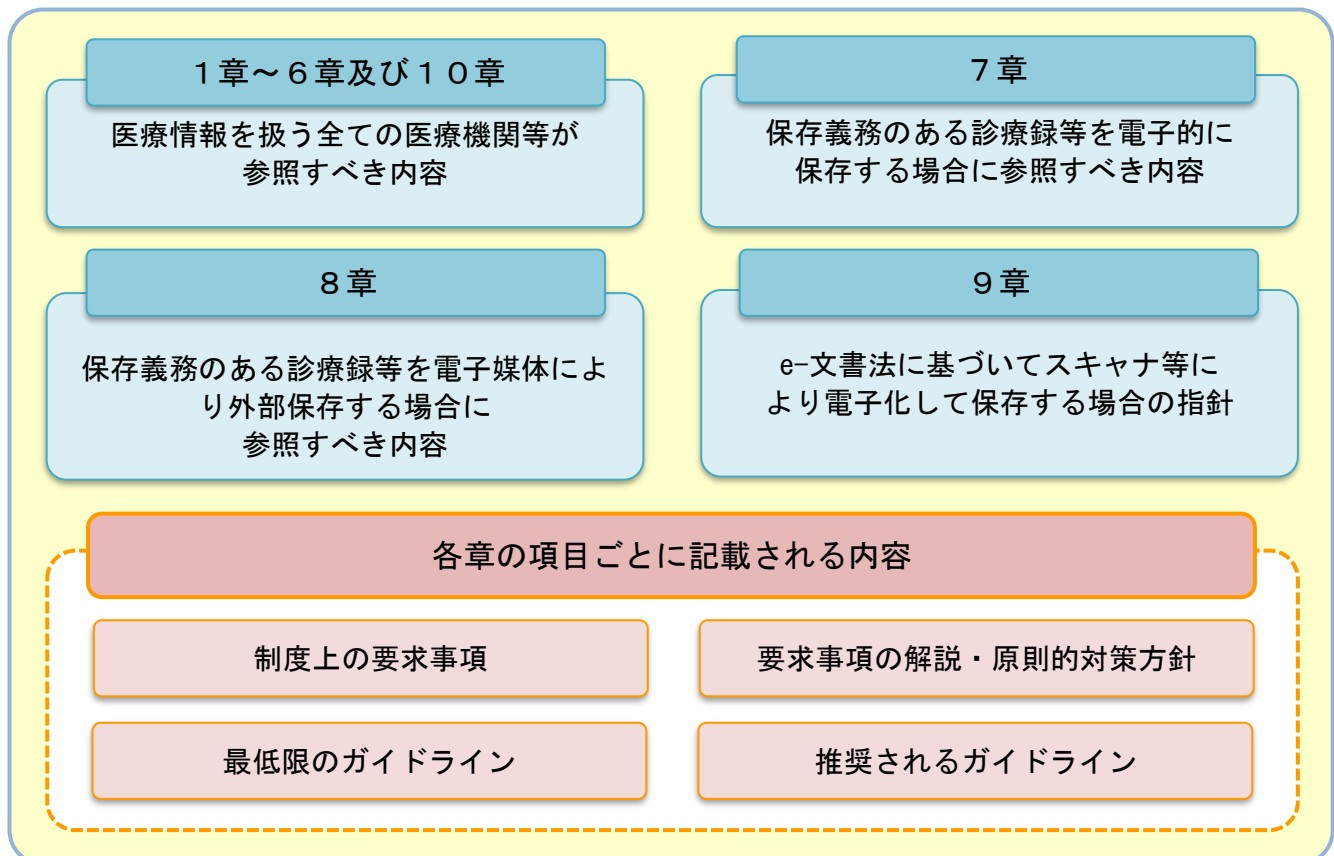 １章～６章及び１０章
医療情報を扱う全ての医療機関等が
参照すべき内容
７章
保存義務のある診療録等を電子的に
保存する場合に参照すべき内容
８章
保存義務のある診療録等を電子媒体によ
り外部保存する場合に
参照すべき内容
９章
e-文書法に基づいてスキャナ等に
より電子化して保存する場合の指針
各章の項目ごとに記載される内容
制度上の要求事項
要求事項の解説・原則的対策方針
最低限のガイドライン
推奨されるガイドライン